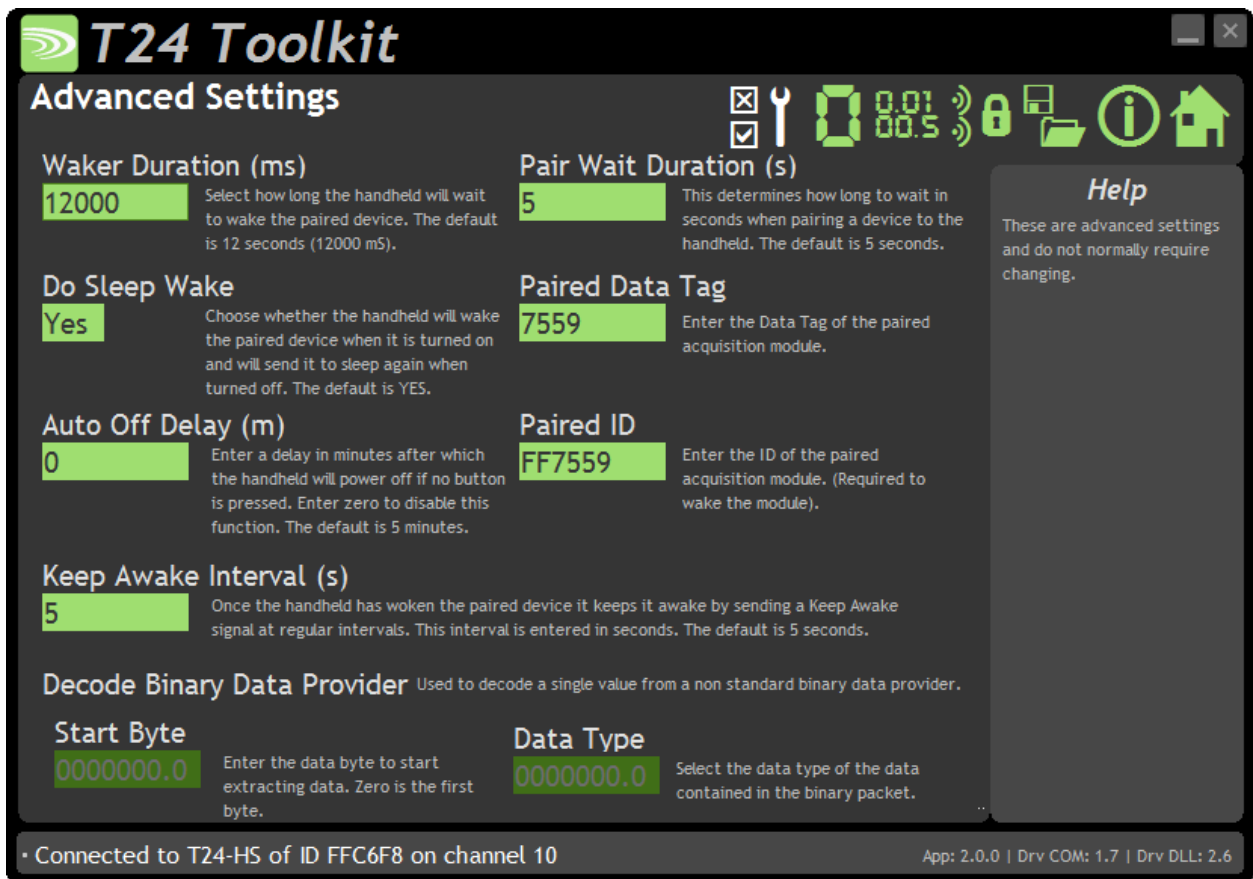 T24 Toolkit
Advanced Settings
0.01
00.5
Waker Duration (ms)
12000
Select how long the handheld will wait
to wake the paired device. The default
is 12 seconds (12000 mS).
Pair Wait Duration (s)
5
This determines how long to wait in
seconds when pairing a device to the
handheld. The default is 5 seconds.
Do Sleep Wake
Yes
Choose whether the handheld will wake
the paired device when it is turned on
and will send it to sleep again when
turned off. The default is YES.
Paired Data Tag
7559
Enter the Data Tag of the paired
acquisition module.
Auto Off Delay (m)
0
Enter a delay in minutes after which
the handheld will power off if no button
is pressed. Enter zero to disable this
function. The default is 5 minutes.
Paired ID
FF7559
Enter the ID of the paired
acquisition module. (Required to
wake the module).
Keep Awake Interval (s)
5
Once the handheld has woken the paired device it keeps it awake by sending a Keep Awake
signal at regular intervals. This interval is entered in seconds. The default is 5 seconds.
Decode Binary Data Provider Used to decode a single value from a non standard binary data provider.
Start Byte
0000000.0
Enter the data byte to start
extracting data. Zero is the first
byte.
Data Type
0000000.0
Select the data type of the data
contained in the binary packet.
Help
These are advanced settings
and do not normally require
changing.
Connected to T24-HS of ID FFC6F8 on channel 10
App: 2.0.0 | Drv COM: 1.7 | Drv DLL: 2.6